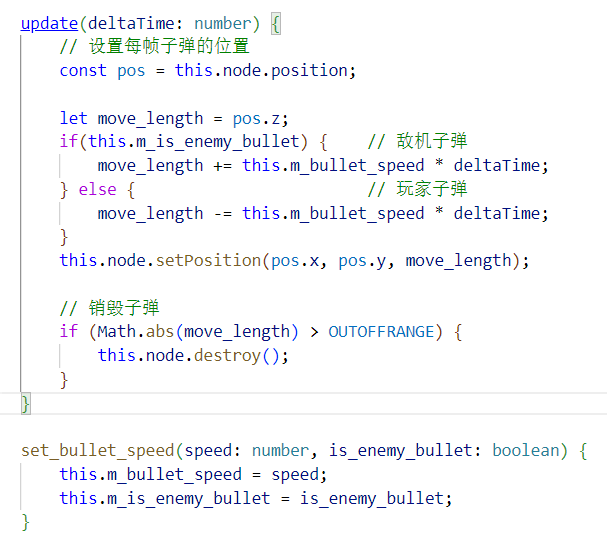 update(deltaTime: number) {
// 设置每帧子弹的位置
const pos = this.node.position;
let move_length = pos.z;
if(this.m_is_enemy_bullet) {    // 敌机子弹
move_length += this.m_bullet_speed * deltaTime;
} else {                        // 玩家子弹
move_length -= this.m_bullet_speed * deltaTime;
}
this.node.setPosition(pos.x, pos.y, move_length);
// 销毁子弹
if (Math.abs(move_length) > OUTOFFRANGE) {
this.node.destroy();
}
}
set_bullet_speed(speed: number, is_enemy_bullet: boolean) {
this.m_bullet_speed = speed;
this.m_is_enemy_bullet = is_enemy_bullet;
}